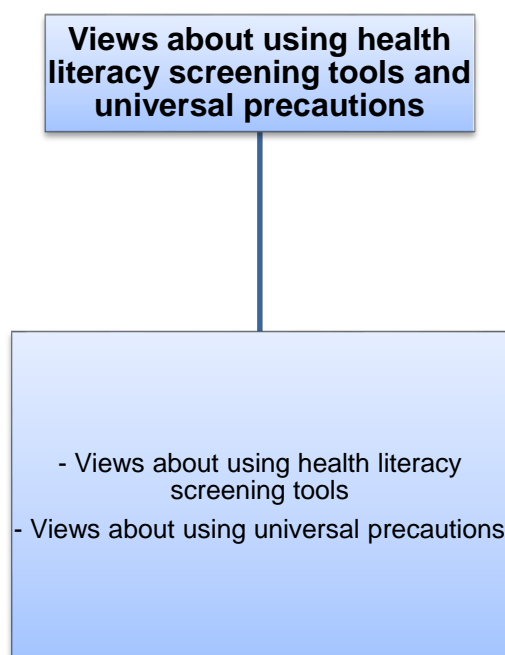 Views about using health
literacy screening tools and
universal precautions
- Views about using health literacy
screening tools
- Views about using universal precautions